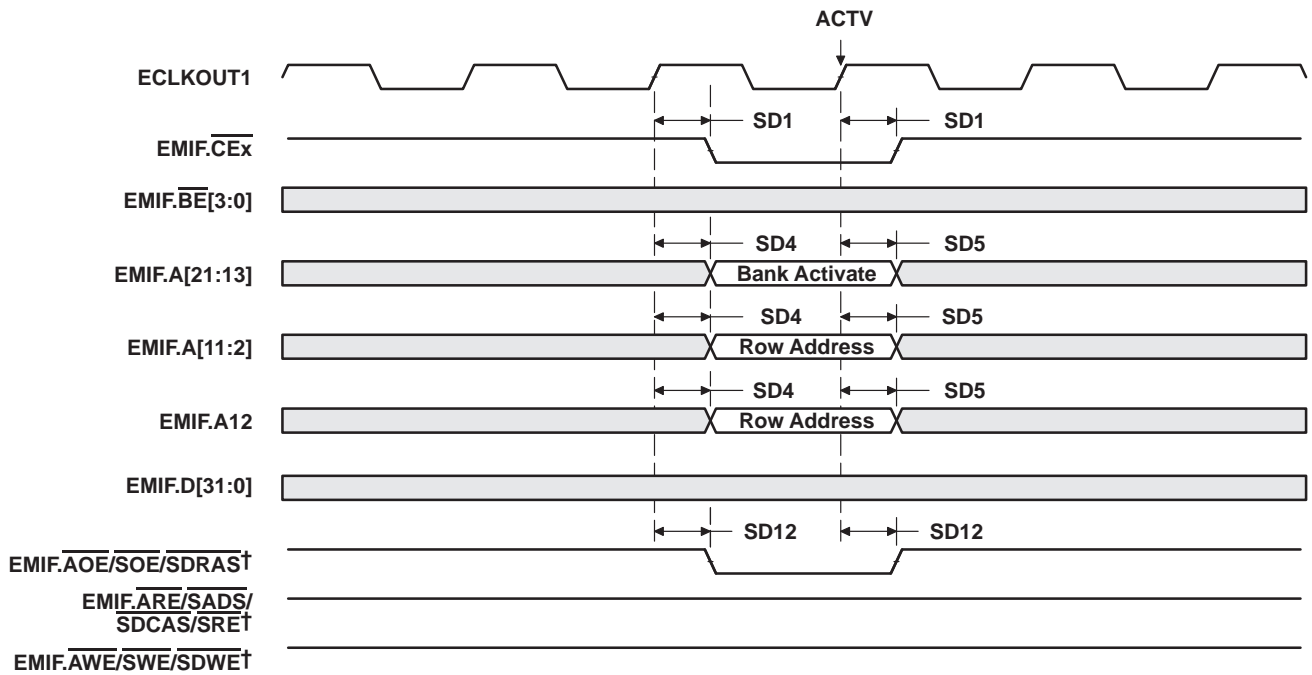 ACTV
ECLKOUT1
SD1 SD1
EMIF.CEx
EMIF.BE[3:0]
SD4 SD5
EMIF.A[21:13] Bank Activate
SD4 SD5
EMIF.A[11:2] Row Address
SD4 SD5
EMIF.A12 Row Address
EMIF.D[31:0]
SD12 SD12
EMIF.AOE/SOE/SDRAS†
EMIF.ARE/SADS/
SDCAS/SRE†
EMIF.AWE/SWE/SDWE†